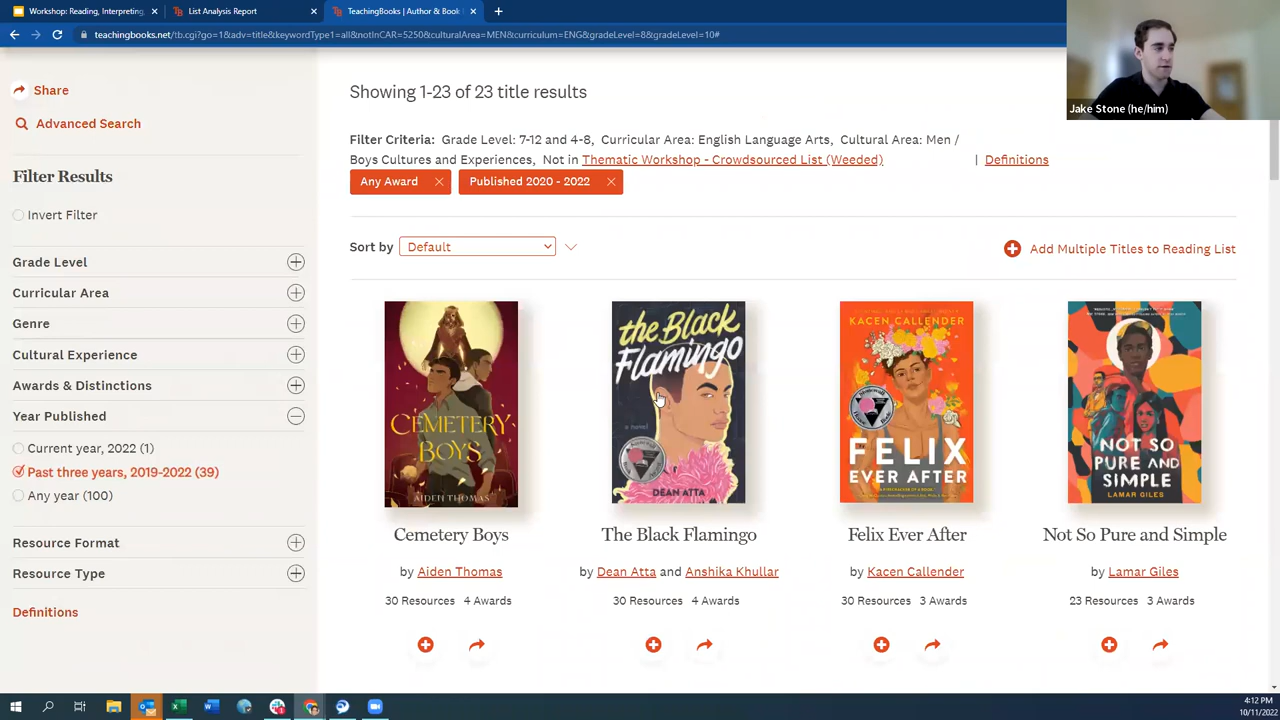 Workshop: Reading, Interpreting,
List Analysis Report
TeachingBooks | Author & Book L
teachingbooks.net/tb.cgi?go=1&adv=title&keywordType1=all&notInCAR=5250&culturalArea=MEN&curriculum=ENG&gradeLevel=8&gradeLevel=10#
Jake Stone (he/him)
Share
Advanced Search
Filter Results
Invert Filter
Grade Level
Curricular Area
Genre
Cultural Experience
Awards & Distinctions
Year Published
Current year, 2022 (1)
Past three years, 2019-2022 (39)
Any year (100)
Resource Format
Resource Type
Definitions
Showing 1-23 of 23 title results
Filter Criteria: Grade Level: 7-12 and 4-8, Curricular Area: English Language Arts, Cultural Area: Men /
Boys Cultures and Experiences, Not in Thematic Workshop - Crowdsourced List (Weeded) | Definitions
Any Award × Published 2020 - 2022 ×
Sort by Default
Add Multiple Titles to Reading List
CEMETERY
BOYS
AIDEN THOMAS
the Black
Flamingo
a novel
DEAN ATTA
KACEN CALLENDER
FELIX
EVER AFTER
NOT SO
PURE AND
SIMPLE
LAMAR GILES
Cemetery Boys
The Black Flamingo
Felix Ever After
Not So Pure and Simple
by Aiden Thomas
by Dean Atta and Anshika Khullar
by Kacen Callender
by Lamar Giles
30 Resources 4 Awards
30 Resources 4 Awards
30 Resources 3 Awards
23 Resources 3 Awards
4:12 PM
10/11/2022